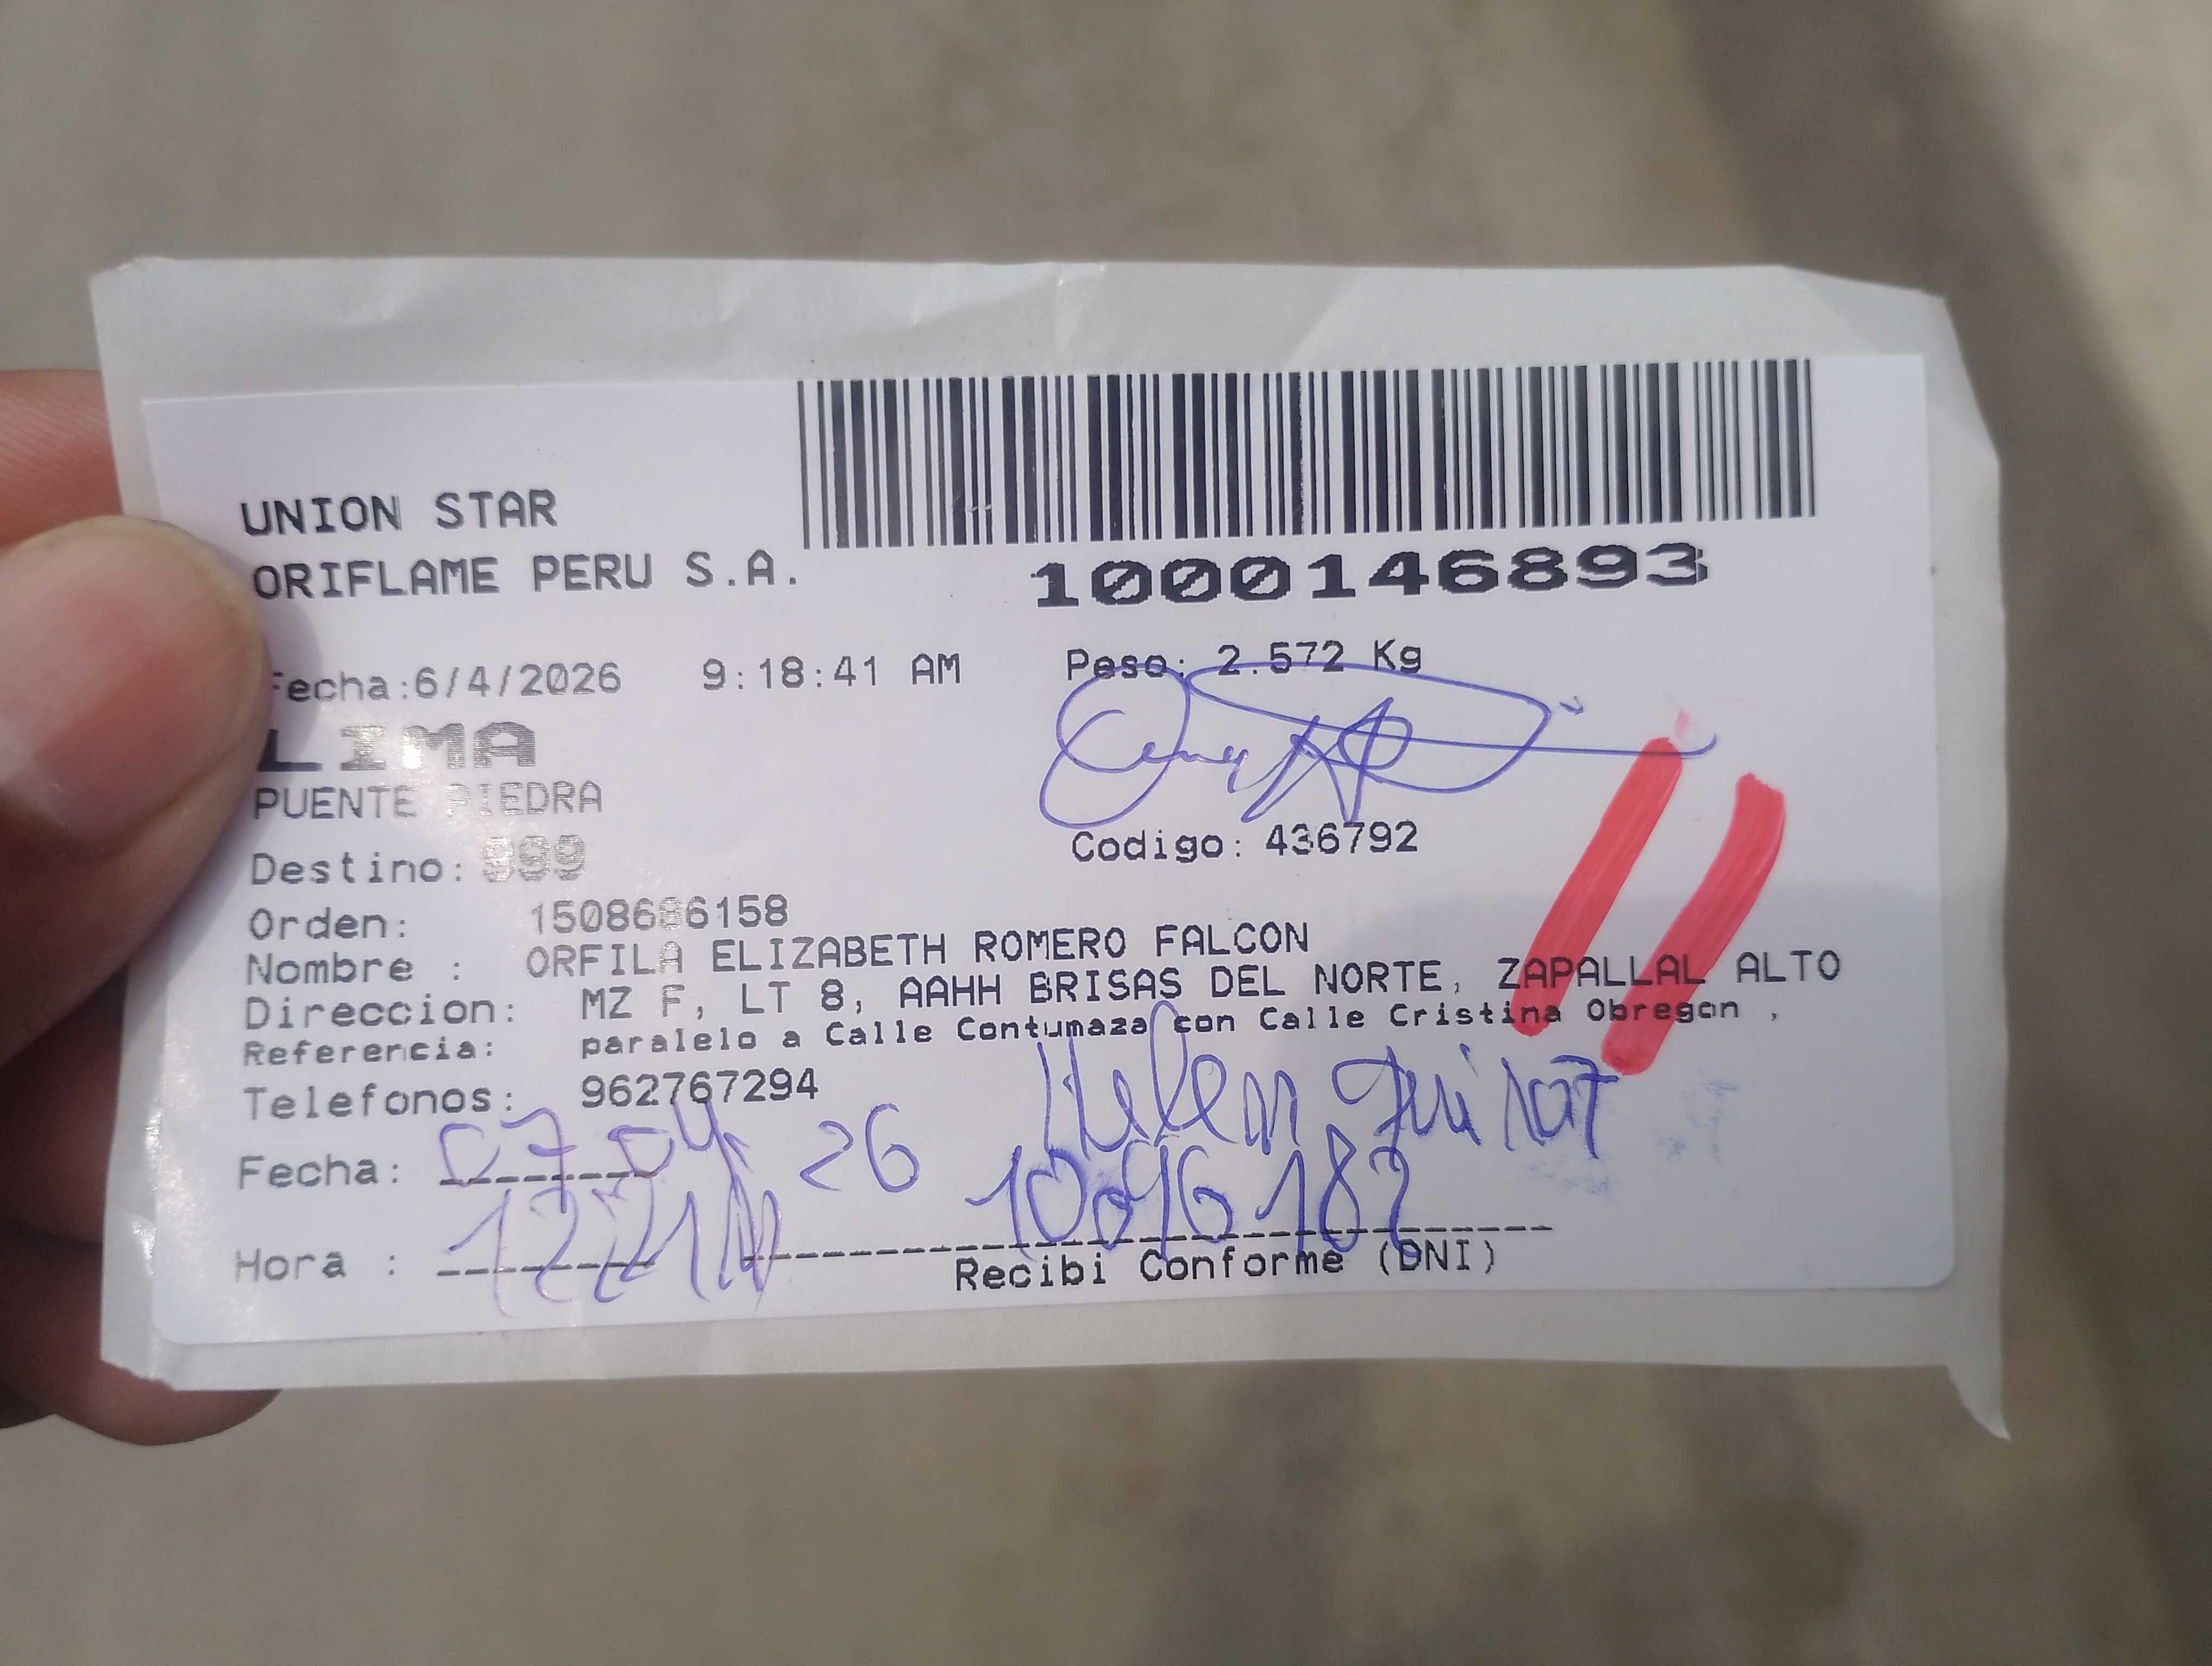 UNION STAR
ORIFLAME PERU S.A.
1000146893
Fecha:6/4/2026 9:18:41 AM Peso: 2.572 Kg
LIMA
PUENTE PIEDRA
Destino: 999 Codigo: 436792
Orden: 1508686158
Nombre : ORFILA ELIZABETH ROMERO FALCON
Direccion: MZ F, LT 8, AAHH BRISAS DEL NORTE, ZAPALLAL ALTO
Referencia: paralelo a Calle Contumaza con Calle Cristina Obregon ,
Telefonos: 962767294
Helen
Fecha: 07 04 26
Hora :
Recibi Conforme (DNI)